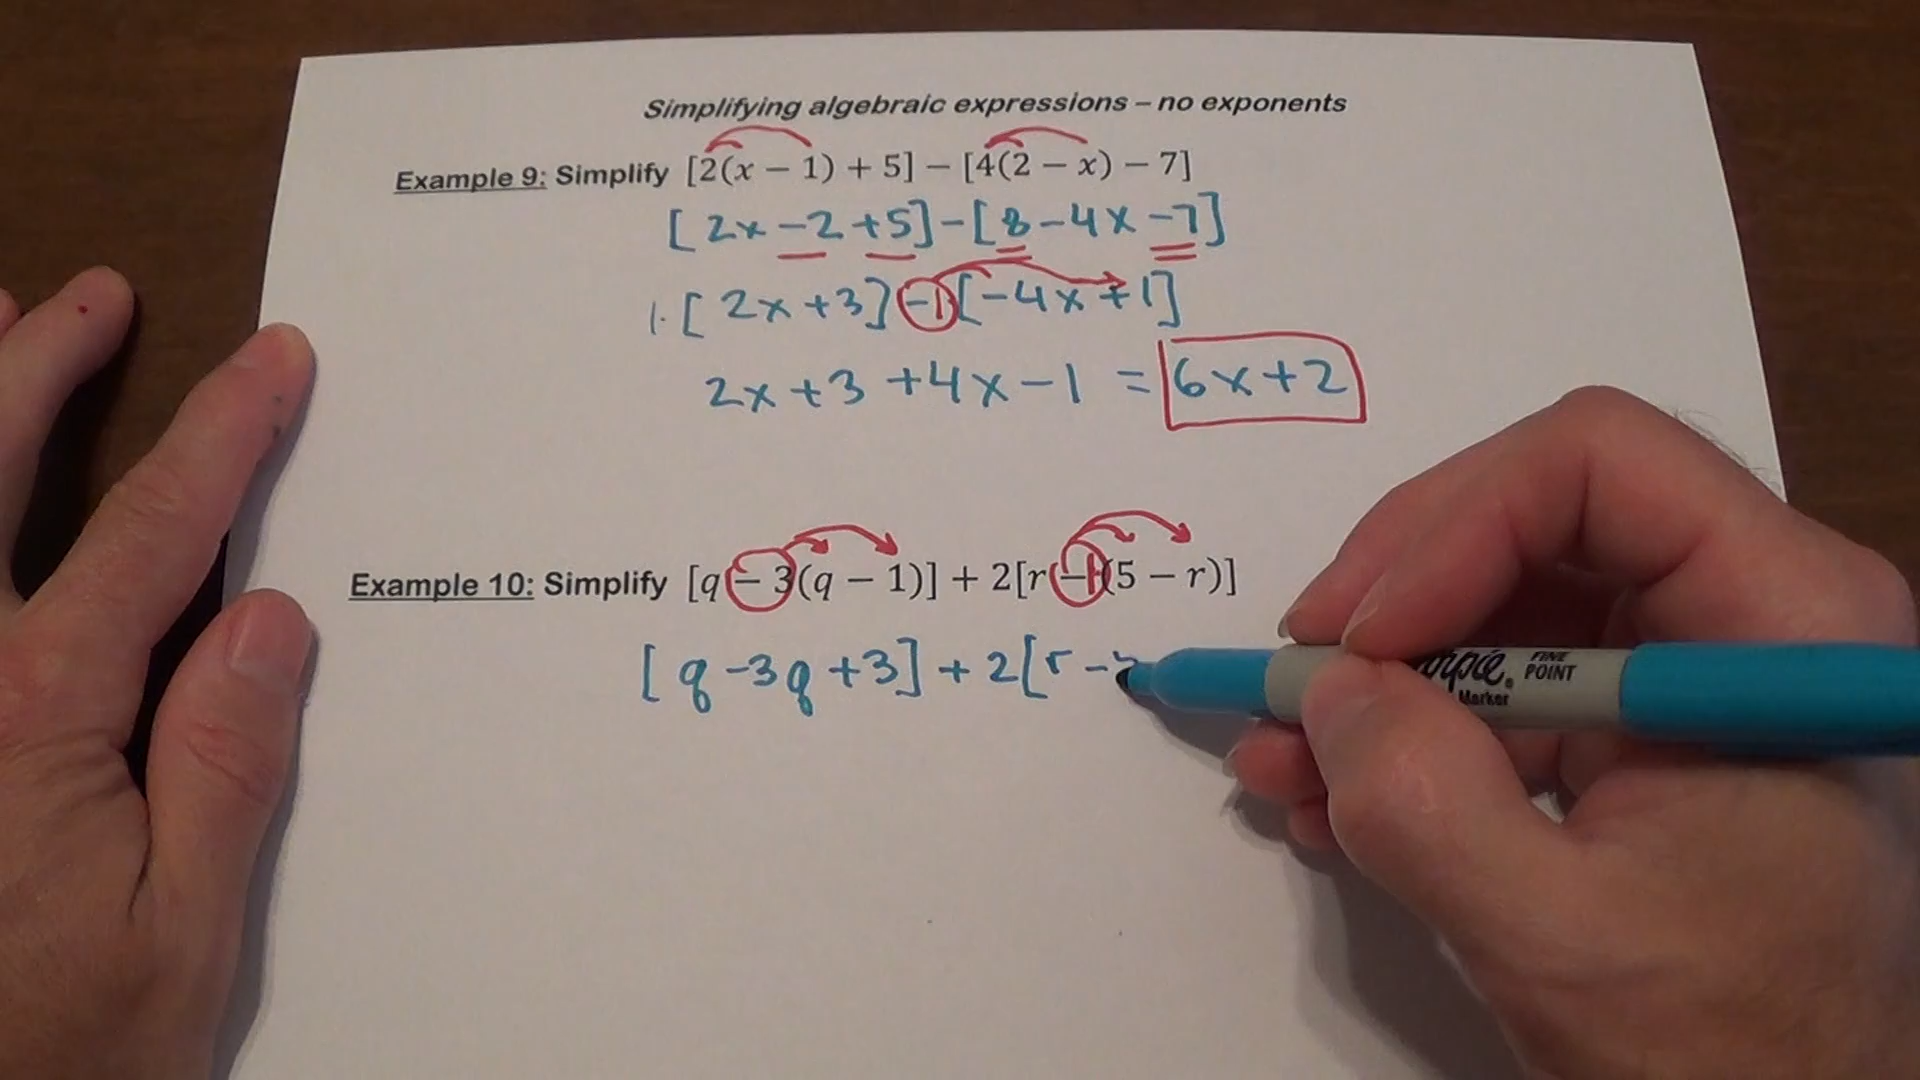 Simplifying algebraic expressions – no exponents
Example 9: Simplify [2(x − 1) + 5] − [4(2 − x) − 7]
[2x −2 +5] − [8 − 4x −7]
1·[2x +3] −1[−4x +1]
2x +3 +4x −1 = 6x+2
Example 10: Simplify [q − 3(q − 1)] + 2[r −1(5 − r)]
[q −3q +3] + 2[r −
FINE
POINT
Marker